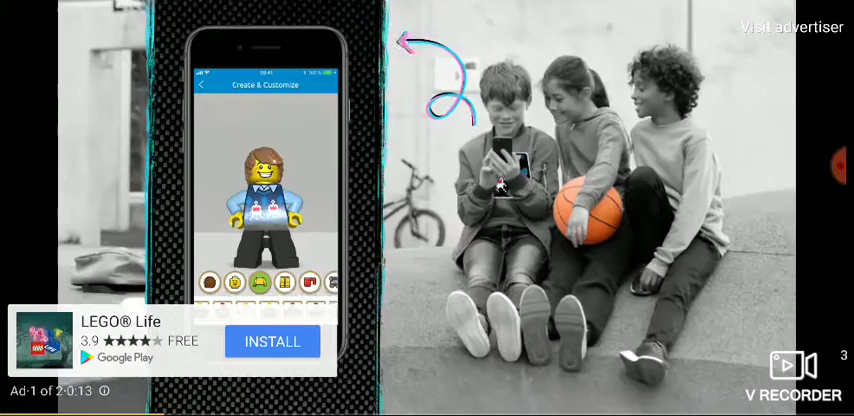 Visit advertiser
09.41
100 %
Create & Customize
LEGO® Life
3.9 ★★★★★ FREE
Google Play
INSTALL
Ad·1 of 2·0:13
3
V RECORDER